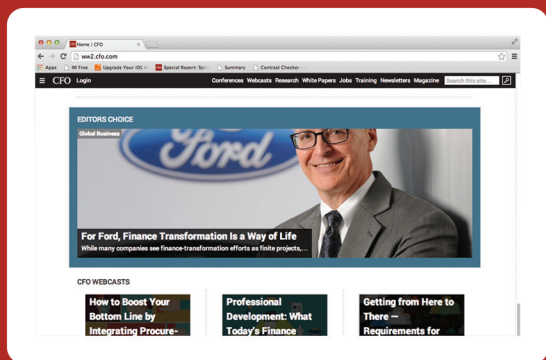 Home | CFO
ww2.cfo.com
Apps IM Free Upgrade Your iOS Special Report: Spr Summary Contrast Checker
CFO Login Conferences Webcasts Research White Papers Jobs Training Newsletters Magazine Search this site ...
EDITORS CHOICE
Global Business
Ford
For Ford, Finance Transformation Is a Way of Life
While many companies see finance-transformation efforts as finite projects,...
CFO WEBCASTS
How to Boost Your
Bottom Line by
Integrating Procure-
Professional
Development: What
Today's Finance
Getting from Here to
There —
Requirements for